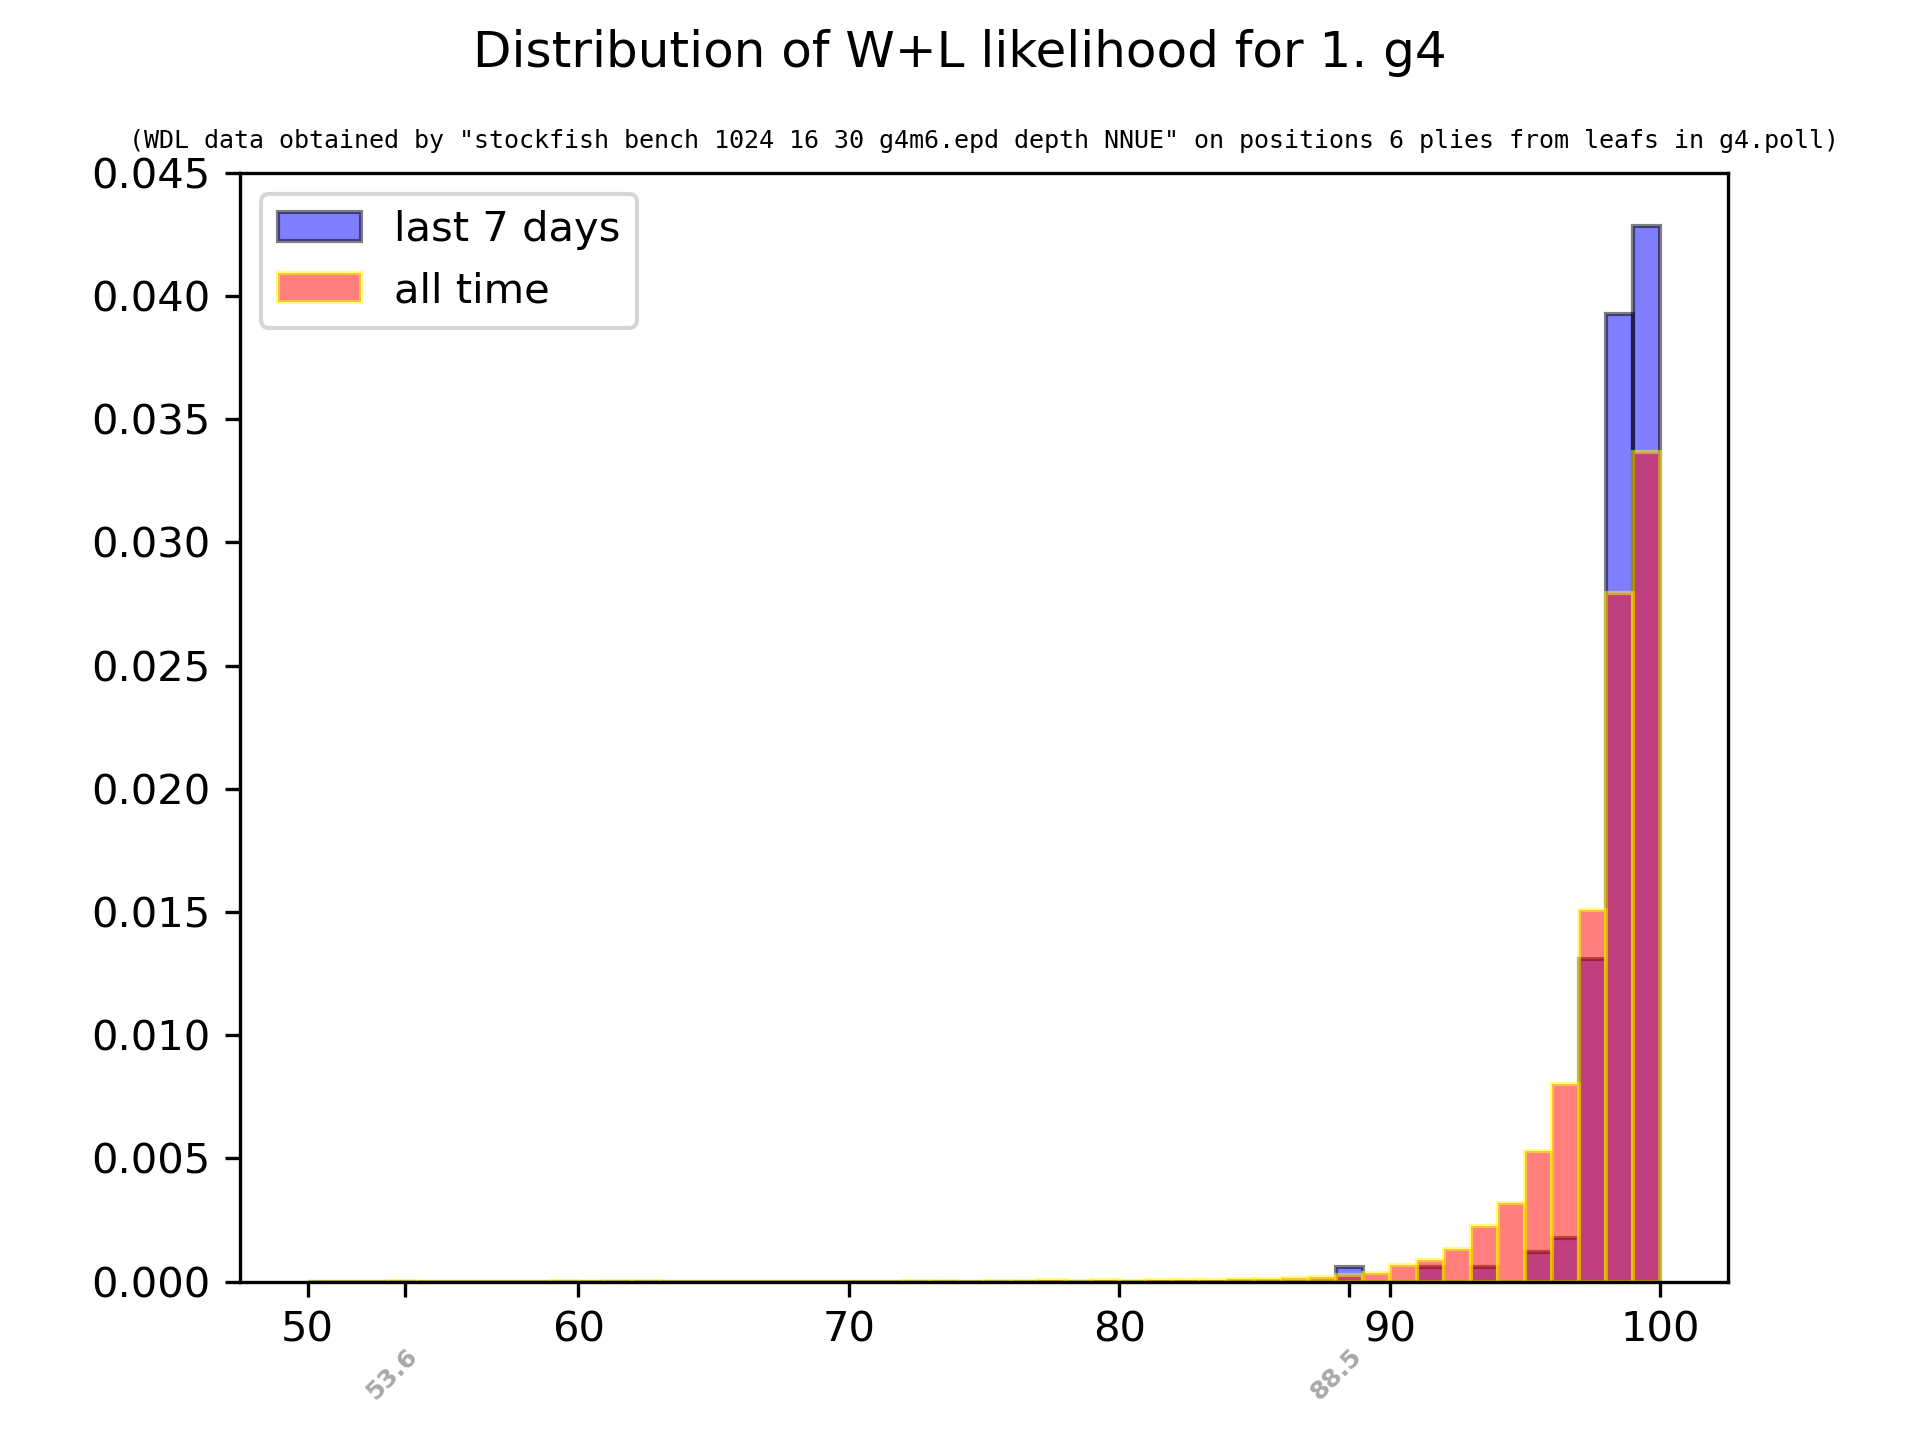 Distribution of W+L likelihood for 1. g4
(WDL data obtained by "stockfish bench 1024 16 30 g4m6.epd depth NNUE" on positions 6 plies from leafs in g4.poll)
last 7 days
all time
0.045
0.040
0.035
0.030
0.025
0.020
0.015
0.010
0.005
0.000
50 60 70 80 90 100
53.6 88.5